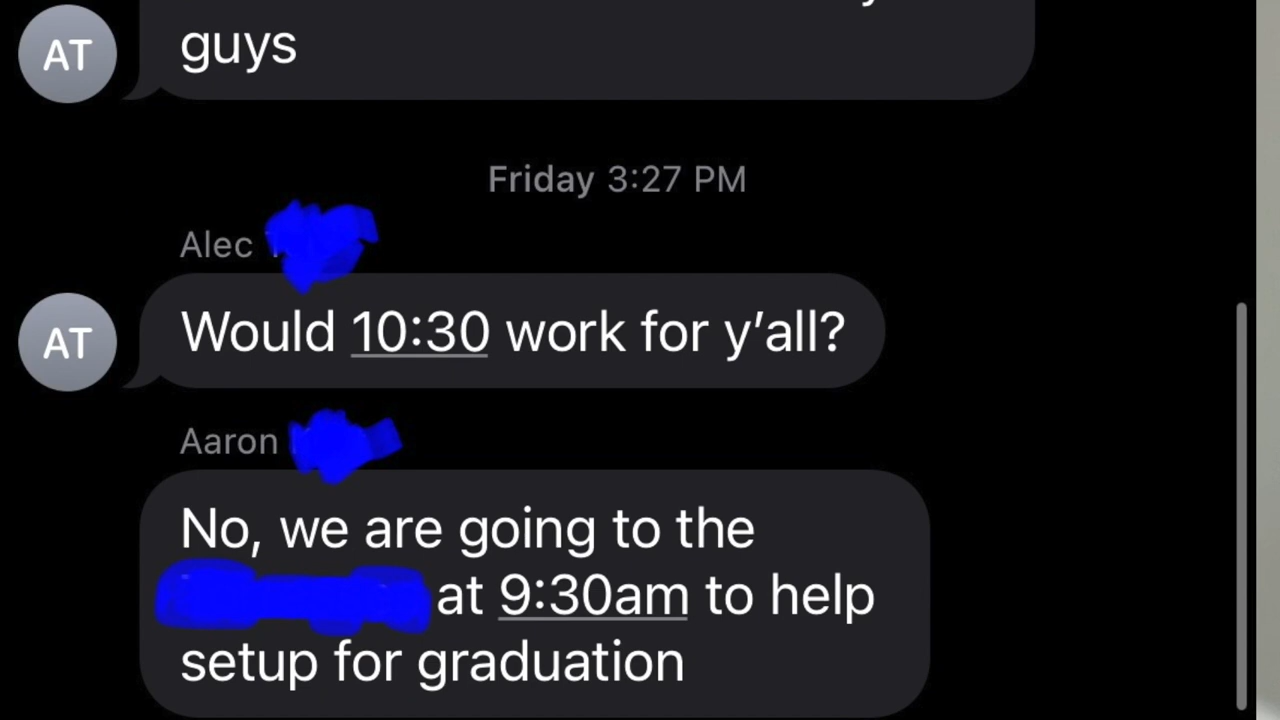 guys
AT
Friday 3:27 PM
Alec
Would 10:30 work for y’all?
AT
Aaron
No, we are going to the
at 9:30am to help
setup for graduation